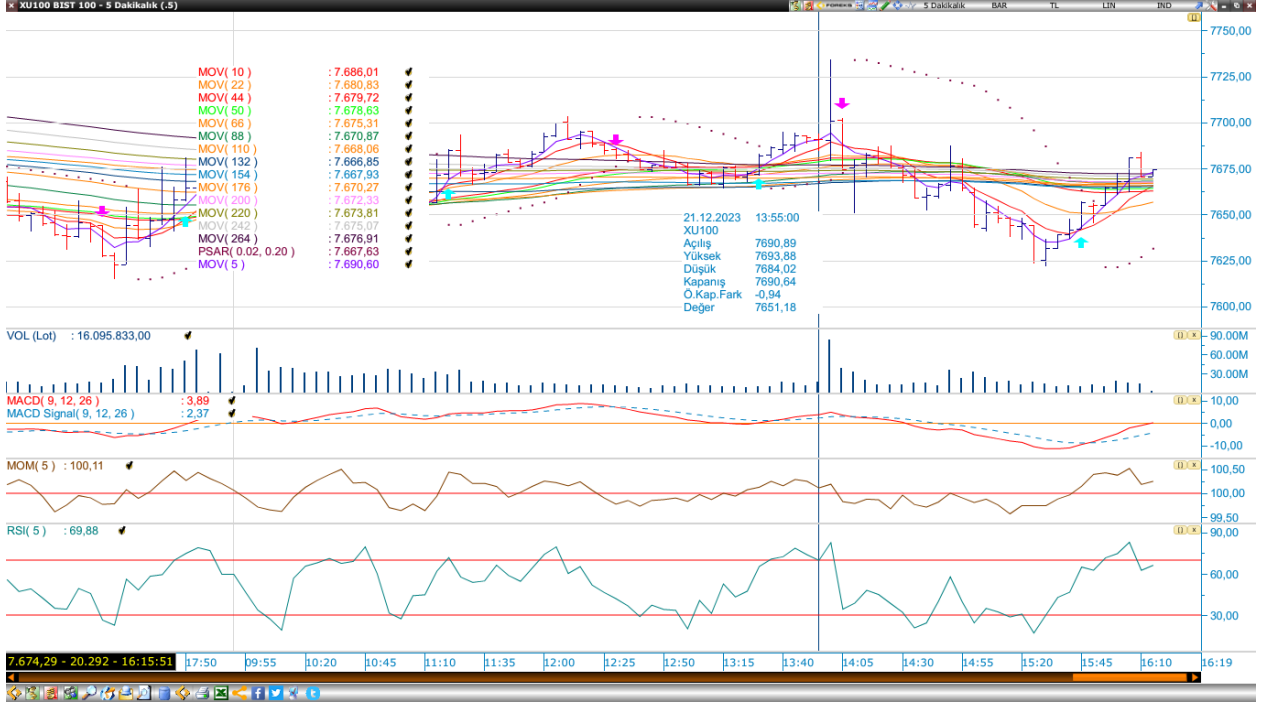 XU100 BIST 100 - 5 Dakikalık (.5)
FOREKS 5 Dakikalık BAR TL LIN IND
MOV( 10 ) : 7.686,01
MOV( 22 ) : 7.680,83
MOV( 44 ) : 7.679,72
MOV( 50 ) : 7.678,63
MOV( 66 ) : 7.675,31
MOV( 88 ) : 7.670,87
MOV( 110 ) : 7.668,06
MOV( 132 ) : 7.666,85
MOV( 154 ) : 7.667,93
MOV( 176 ) : 7.670,27
MOV( 200 ) : 7.672,33
MOV( 220 ) : 7.673,81
MOV( 242 ) : 7.675,07
MOV( 264 ) : 7.676,91
PSAR( 0.02, 0.20 ) : 7.667,63
MOV( 5 ) : 7.690,60
21.12.2023 13:55:00
XU100
Açılış 7690,89
Yüksek 7693,88
Düşük 7684,02
Kapanış 7690,64
Ö.Kap.Fark -0,94
Değer 7651,18
7750,00
7725,00
7700,00
7675,00
7650,00
7625,00
7600,00
VOL (Lot) : 16.095.833,00
90.00M
60.00M
30.00M
MACD( 9, 12, 26 ) : 3,89
MACD Signal( 9, 12, 26 ) : 2,37
10,00
0,00
-10,00
MOM( 5 ) : 100,11
100,50
100,00
99,50
RSI( 5 ) : 69,88
90,00
60,00
30,00
7.674,29 - 20.292 - 16:15:51 17:50 09:55 10:20 10:45 11:10 11:35 12:00 12:25 12:50 13:15 13:40 14:05 14:30 14:55 15:20 15:45 16:10 16:19